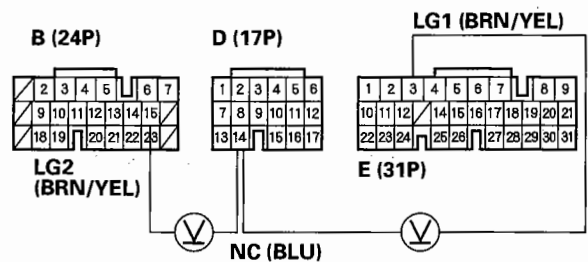 LG1 (BRN/YEL)
B (24P) D (17P)
2 3 4 5 6 7 1 2 3 4 5 6 1 2 3 4 5 6 7 8 9
9 10 11 12 13 14 15 7 8 9 10 11 12 10 11 12 14 15 16 17 18 19 20 21
18 19 20 21 22 23 13 14 15 16 17 22 23 24 25 26 27 28 29 30 31
LG2
(BRN/YEL)
E (31P)
V V
NC (BLU)